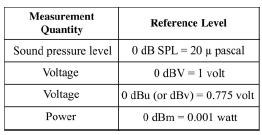 Measurement
Quantity
Reference Level
Sound pressure level
0 dB SPL = 20 µ pascal
Voltage
0 dBV = 1 volt
Voltage
0 dBu (or dBv) = 0.775 volt
Power
0 dBm = 0.001 watt